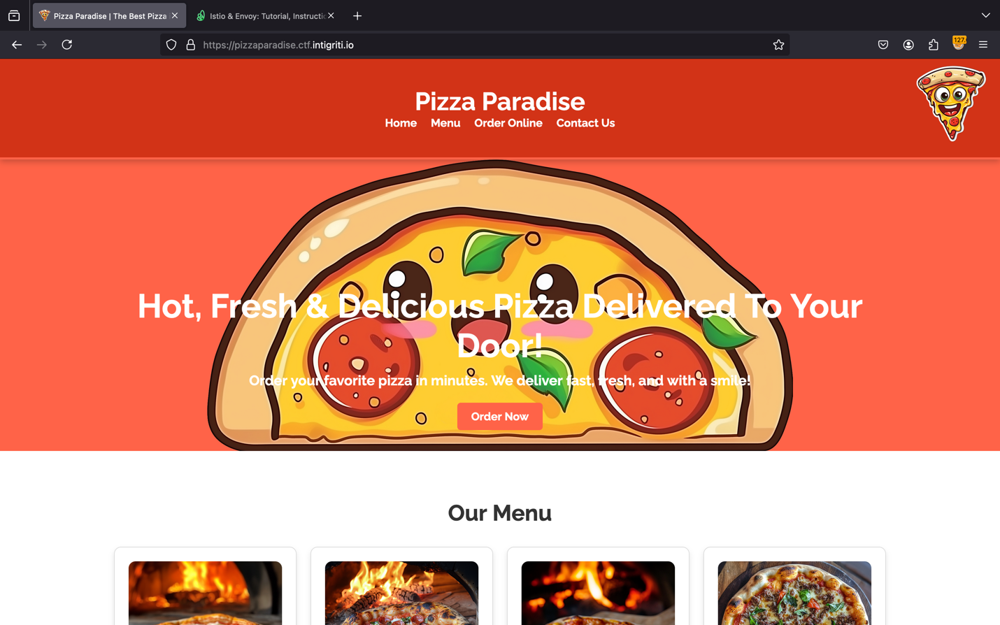 Pizza Paradise | The Best Pizza
Istio & Envoy: Tutorial, Instructi
https://pizzaparadise.ctf.intigriti.io
127.
Pizza Paradise
Home Menu Order Online Contact Us
Hot, Fresh & Delicious Pizza Delivered To Your
Door!
Order your favorite pizza in minutes. We deliver fast, fresh, and with a smile!
Order Now
Our Menu